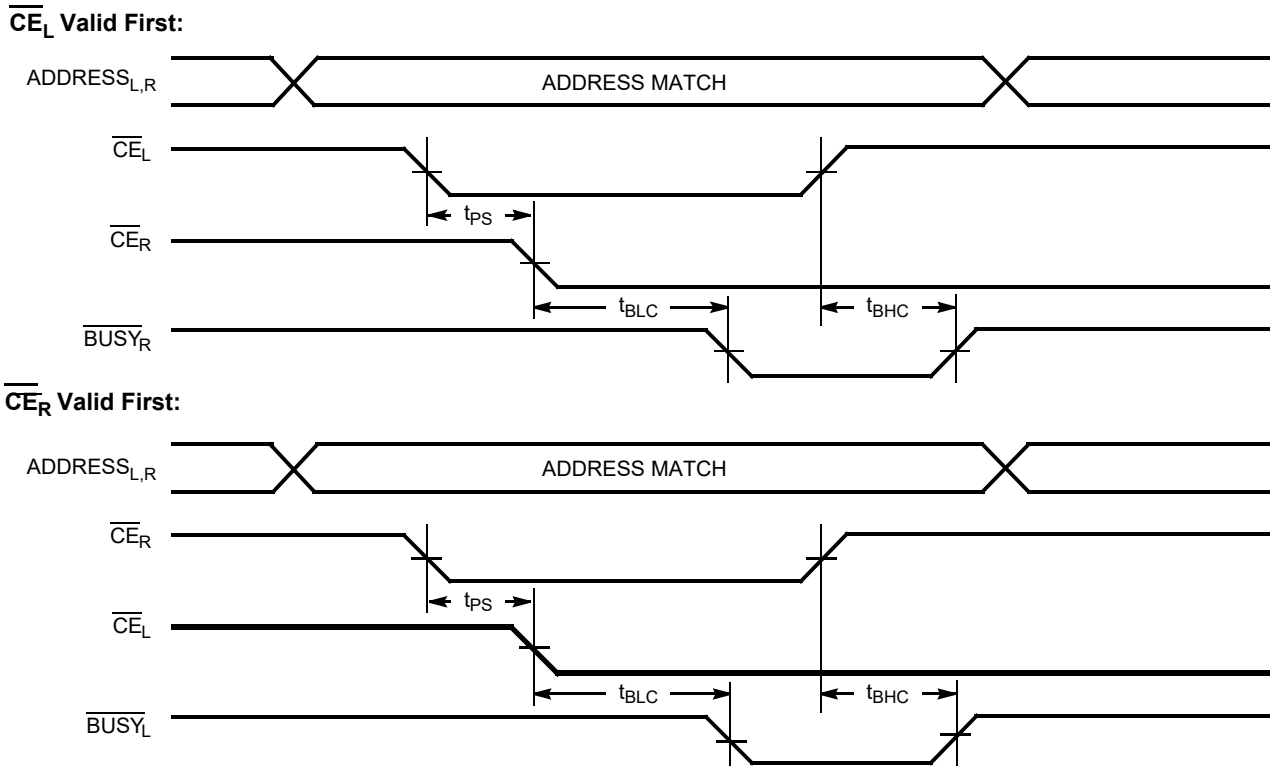 CE_L Valid First:
ADDRESS_L,R
ADDRESS MATCH
CE_L
t_PS
CE_R
t_BLC
t_BHC
BUSY_R
CE_R Valid First:
ADDRESS_L,R
ADDRESS MATCH
CE_R
t_PS
CE_L
t_BLC
t_BHC
BUSY_L